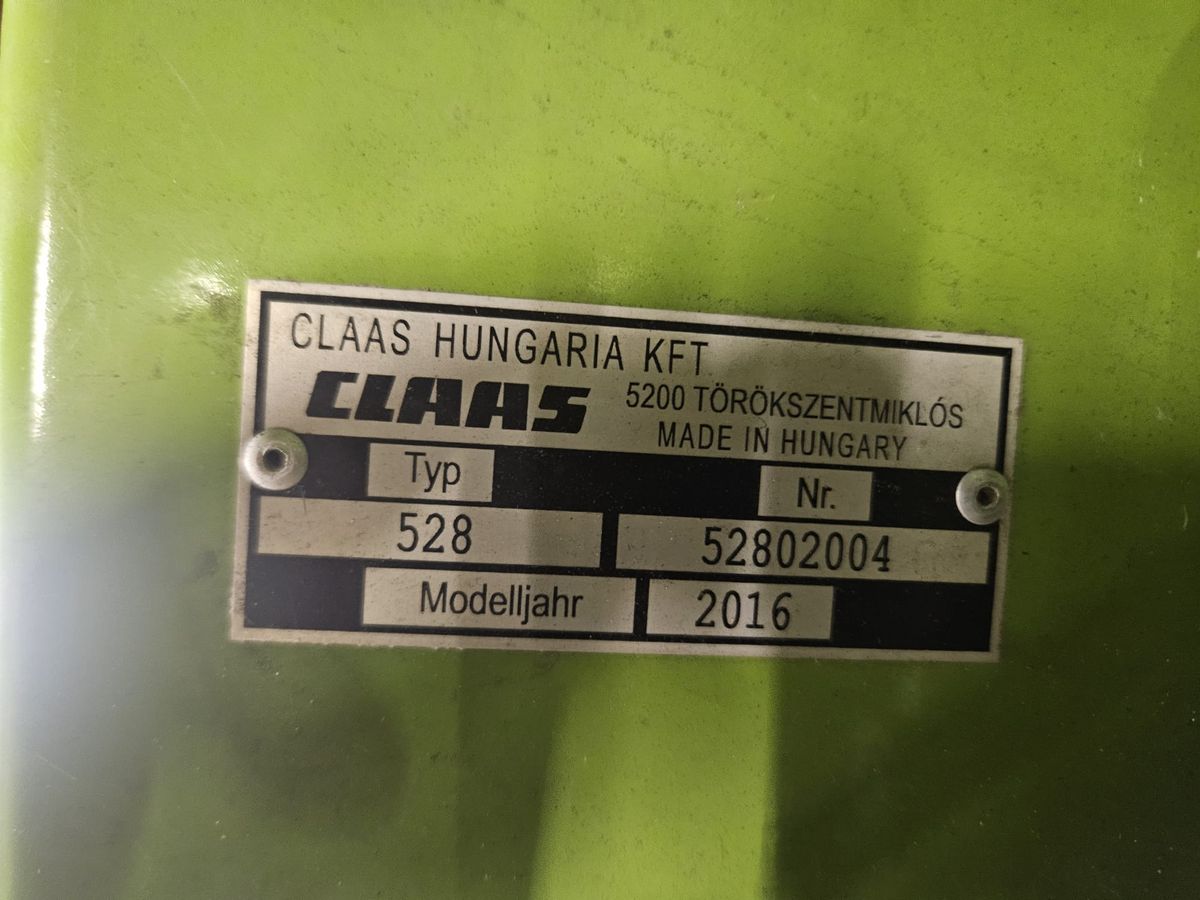 CLAAS HUNGARIA KFT
CLAAS 5200 TÖRÖKSZENTMIKLÓS
MADE IN HUNGARY
Typ Nr.
528 52802004
Modelljahr 2016